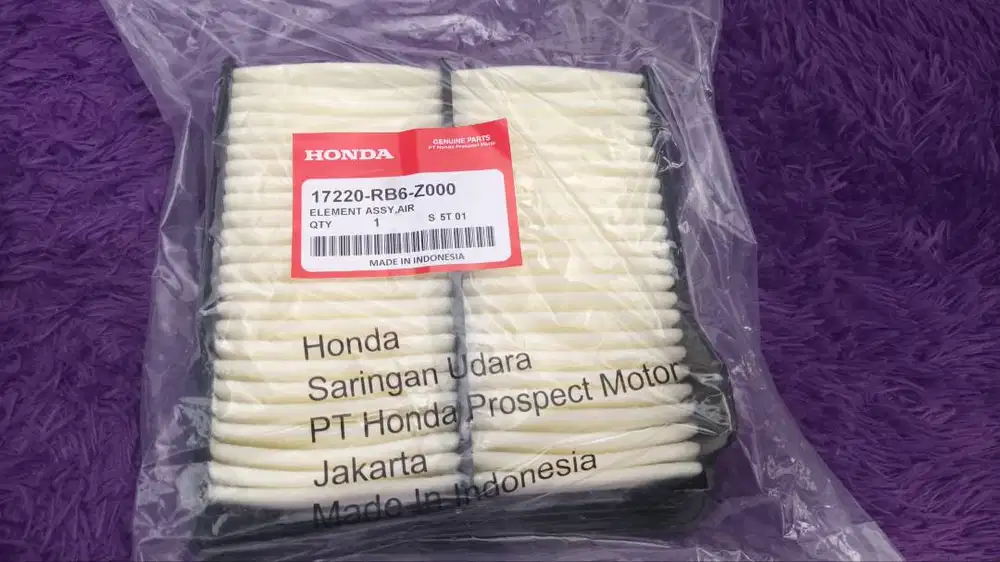 HONDA
GENUINE PARTS
PT Honda Prospect Motor
17220-RB6-Z000
ELEMENT ASSY,AIR
QTY 1 S 5T 01
MADE IN INDONESIA
Honda
Saringan Udara
PT Honda Prospect Motor
Jakarta
Made In Indonesia